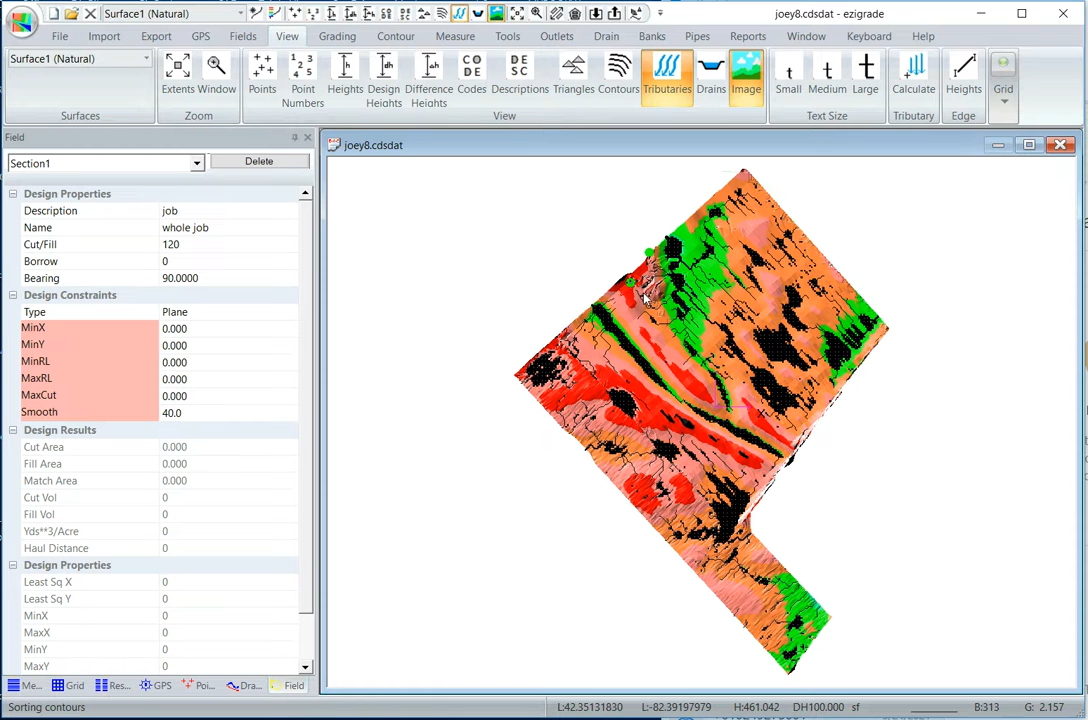 Surface1 (Natural)
joey8.cdsdat - ezigrade
File Import Export GPS Fields View Grading Contour Measure Tools Outlets Drain Banks Pipes Reports Window Keyboard Help
Surface1 (Natural)
Extents Window Points Point Numbers Heights Design Heights Difference Heights Codes Descriptions Triangles Contours Tributaries Drains Image Small Medium Large Calculate Heights Grid
Surfaces Zoom View Text Size Tributary Edge
Field
joey8.cdsdat
Section1 Delete
Design Properties
Description job
Name whole job
Cut/Fill 120
Borrow 0
Bearing 90.0000
Design Constraints
Type Plane
MinX 0.000
MinY 0.000
MinRL 0.000
MaxRL 0.000
MaxCut 0.000
Smooth 40.0
Design Results
Cut Area 0.000
Fill Area 0.000
Match Area 0.000
Cut Vol 0
Fill Vol 0
Yds**3/Acre 0
Haul Distance 0
Design Properties
Least Sq X 0
Least Sq Y 0
MinX 0
MaxX 0
MinY 0
MaxY 0
Me... Grid Res... GPS Poi... Dra... Field
Sorting contours
L:42.35131830 L:-82.39197979 H:461.042 DH100.000 sf B:313 G: 2.157